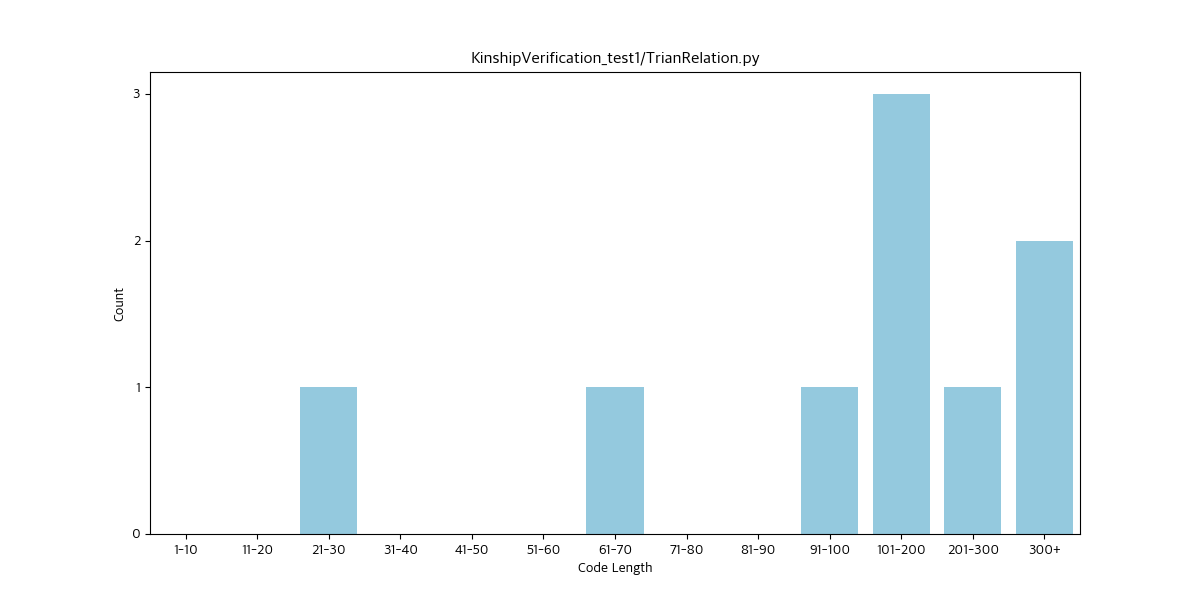 KinshipVerification_test1/TrianRelation.py
3
2
1
0
Count
1-10 11-20 21-30 31-40 41-50 51-60 61-70 71-80 81-90 91-100 101-200 201-300 300+
Code Length